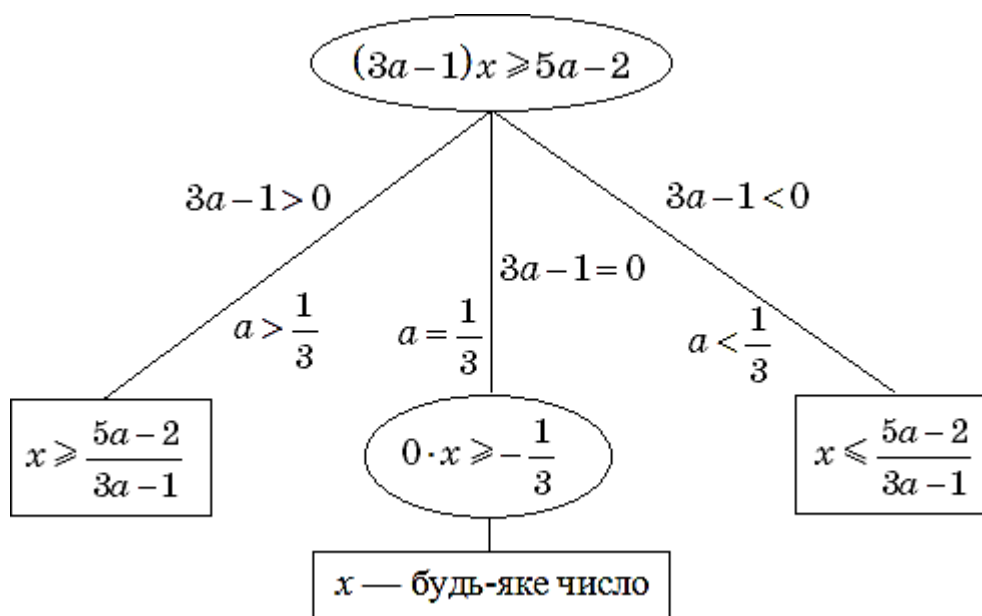 (3a−1)x⩾5a−2
3a−1>0
3a−1<0
3a−1=0
a>1/3
a=1/3
a<1/3
x⩾(5a−2)/(3a−1)
0·x⩾−1/3
x⩽(5a−2)/(3a−1)
x — будь-яке число